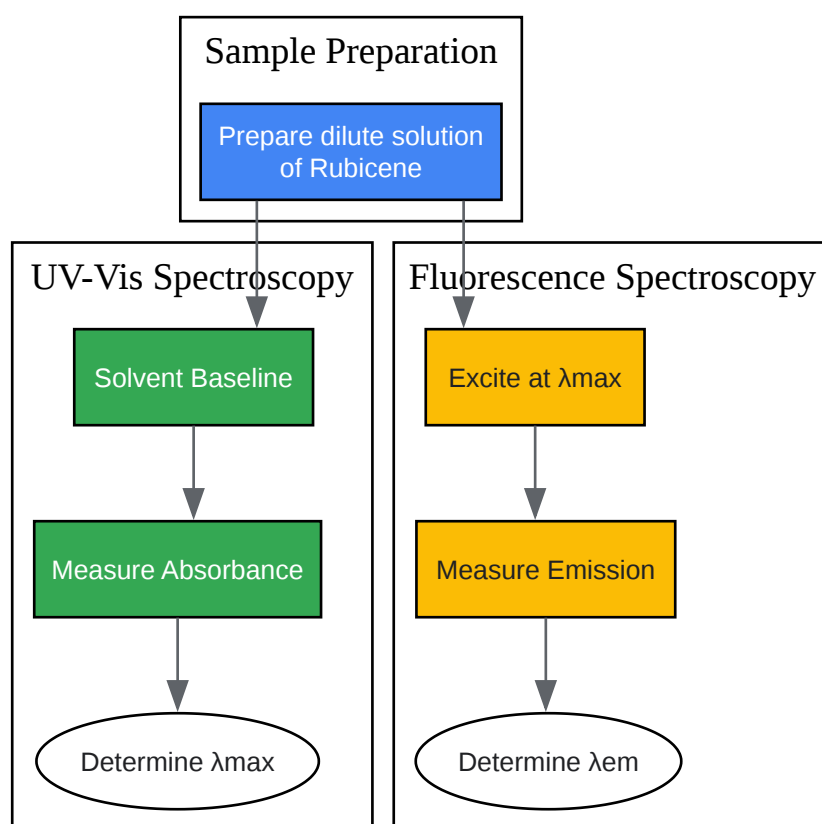 Sample Preparation
Prepare dilute solution
of Rubicene
UV-Vis Spectroscopy
Solvent Baseline
Measure Absorbance
Determine λmax
Fluorescence Spectroscopy
Excite at λmax
Measure Emission
Determine λem